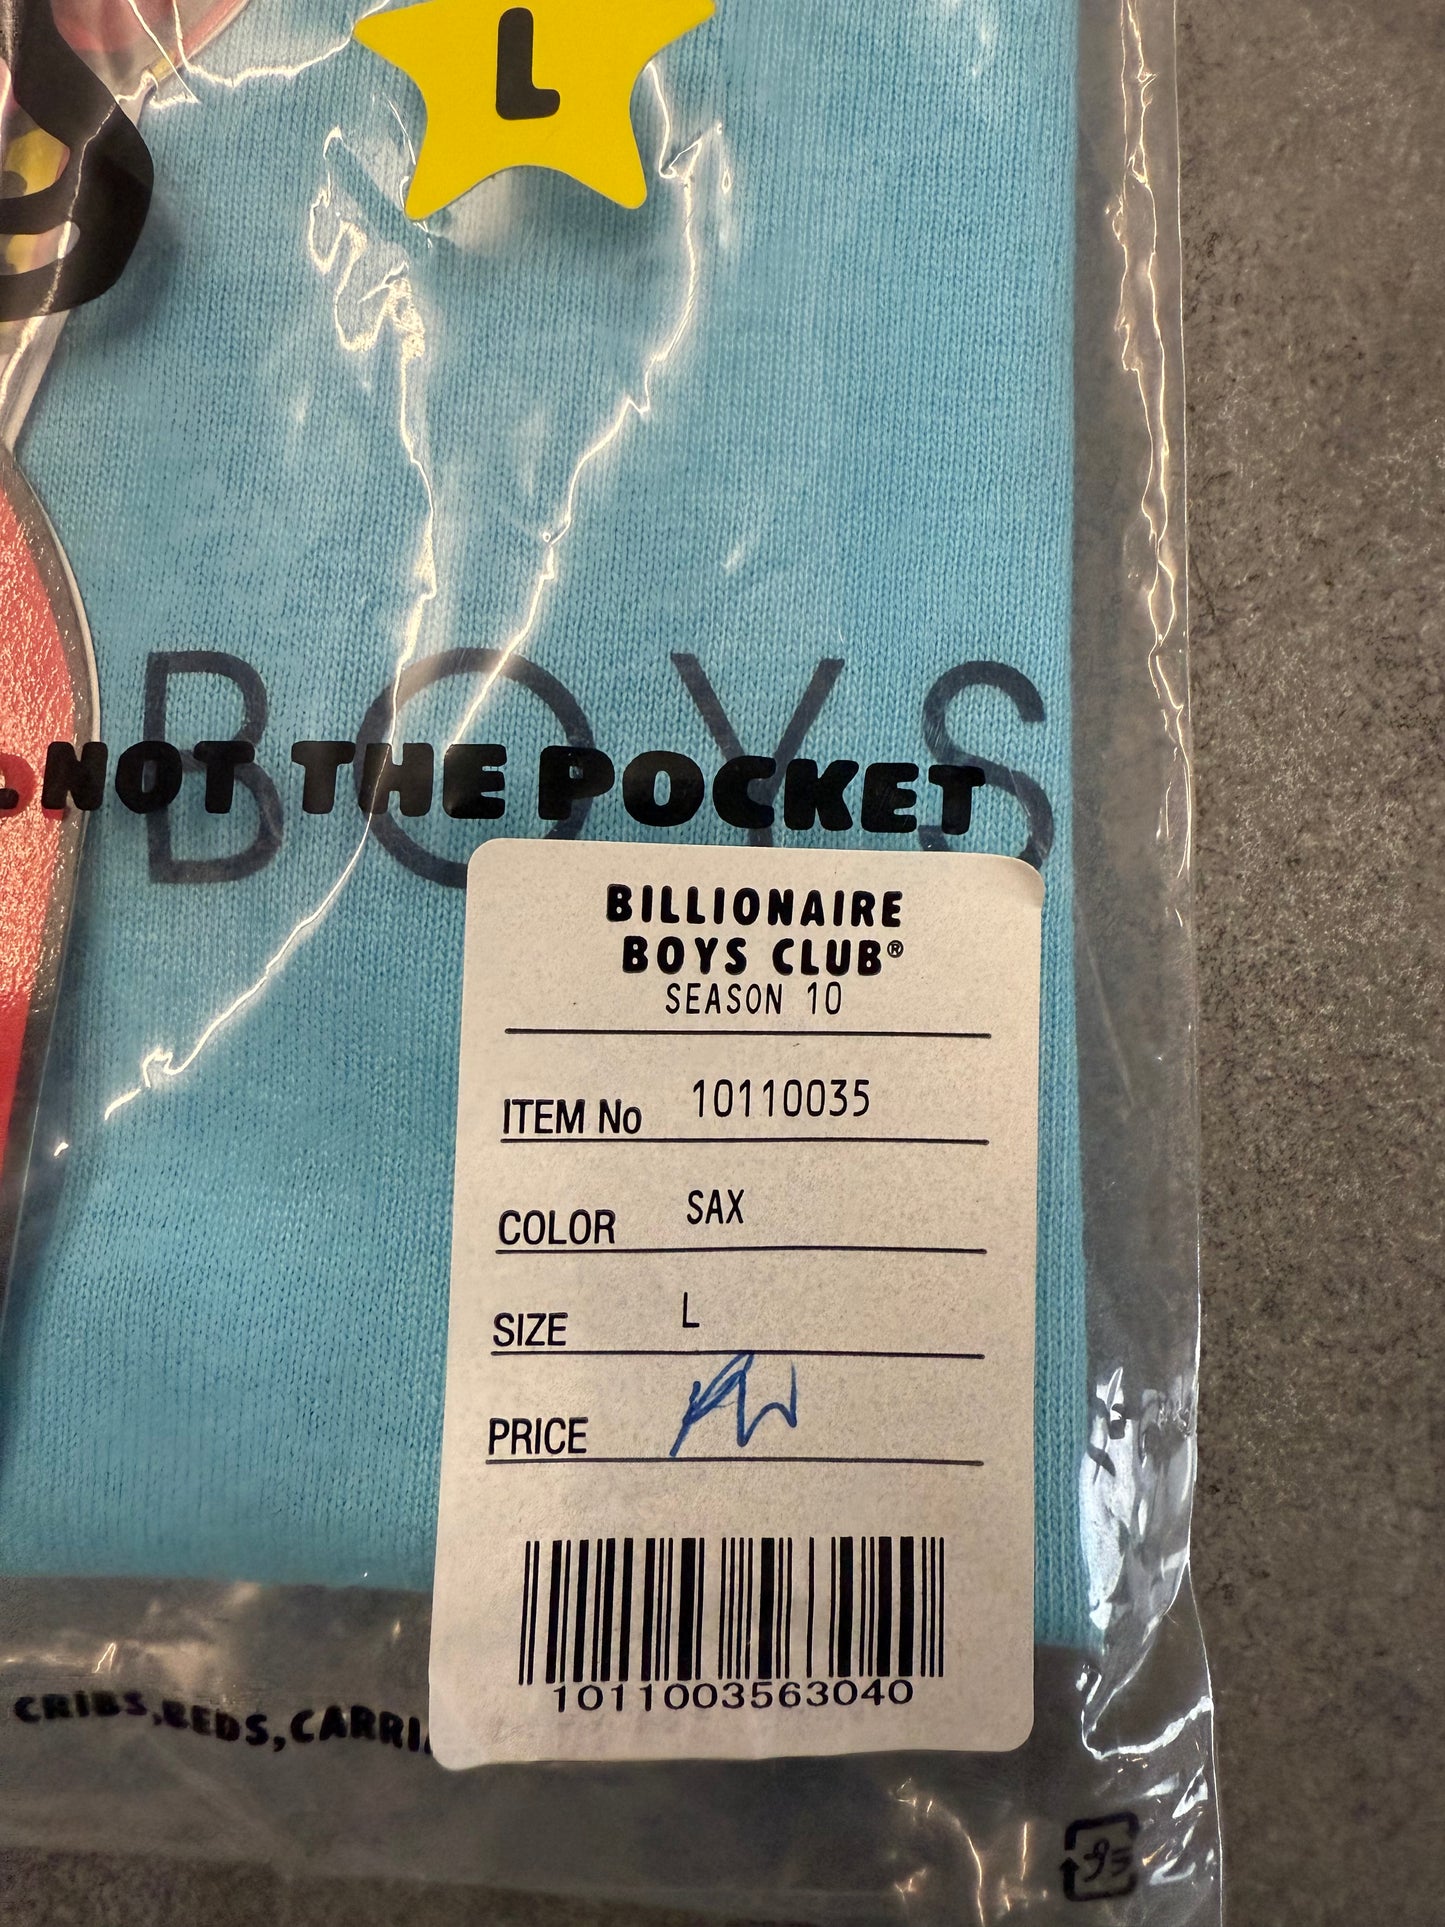 L
BOYS
NOT THE POCKET
BILLIONAIRE
BOYS CLUB®
SEASON 10
ITEM No 10110035
COLOR SAX
SIZE L
PRICE
1011003563040
CRIBS,BEDS,CARRI